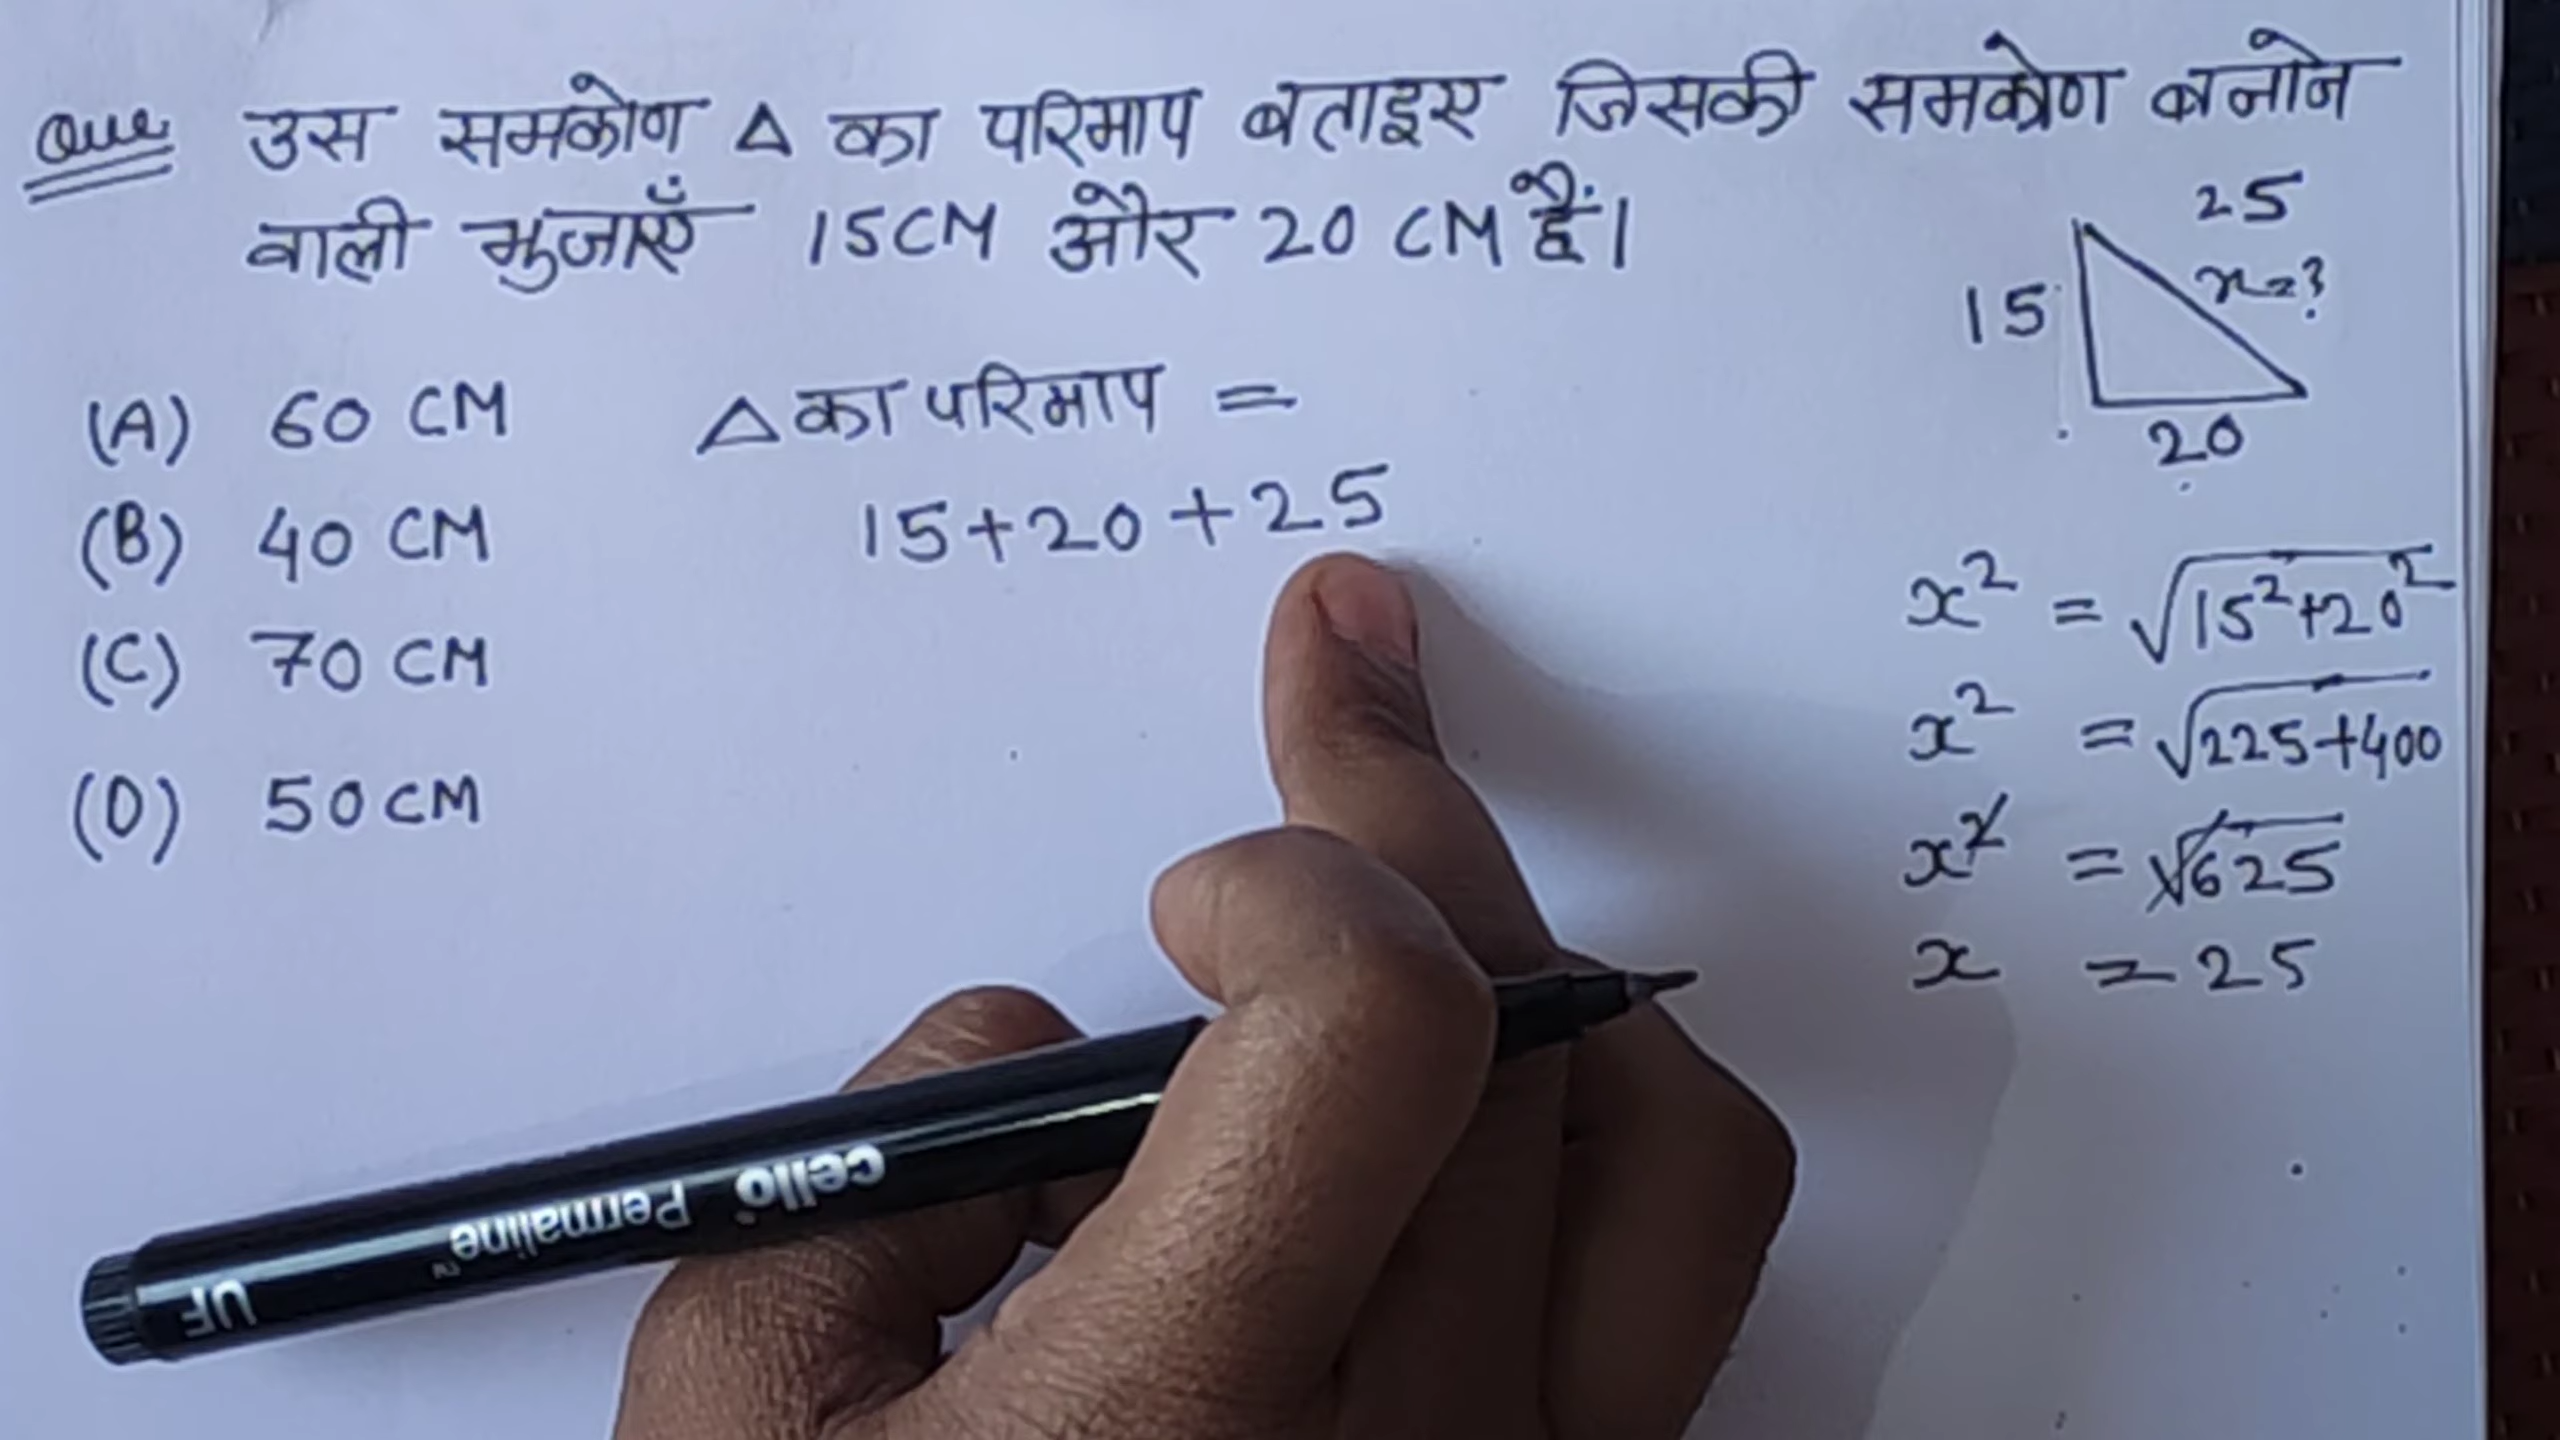 Que उस समकोण △ का परिमाप बताइए जिसकी समकोण बनाने
वाली भुजाएँ 15CM और 20 CM हैं।
25
x=?
15
20
(A) 60 CM
(B) 40 CM
(C) 70 CM
(D) 50CM
△ का परिमाप =
15+20+25
x² = √15²+20²
x² = √225+400
x² = √625
x = 25
cello Permaline
UF